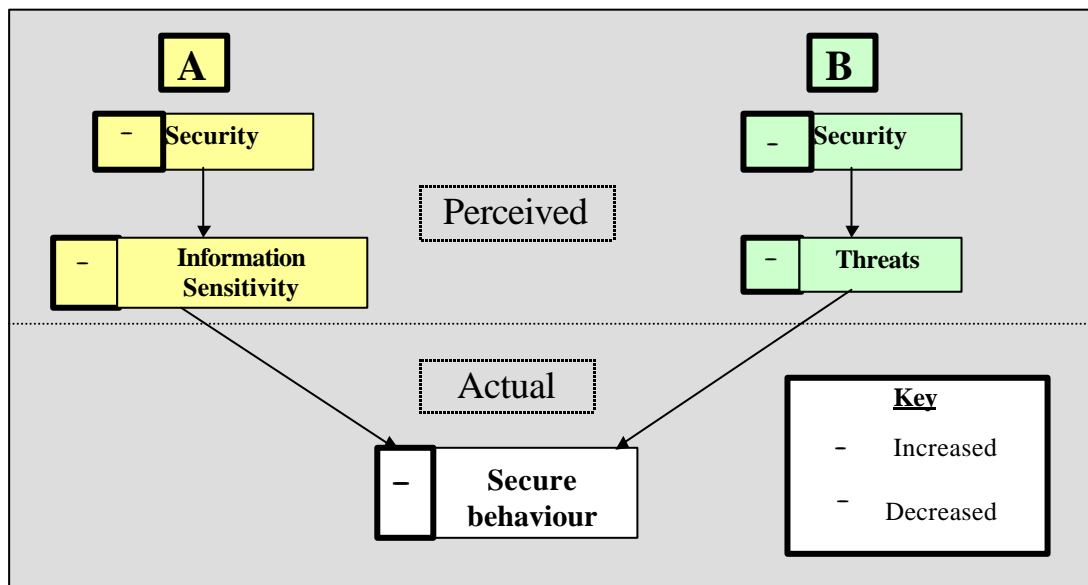 A
B
- Security
- Security
Perceived
- Information
Sensitivity
- Threats
Actual
Key
- Increased
- Decreased
- Secure
behaviour